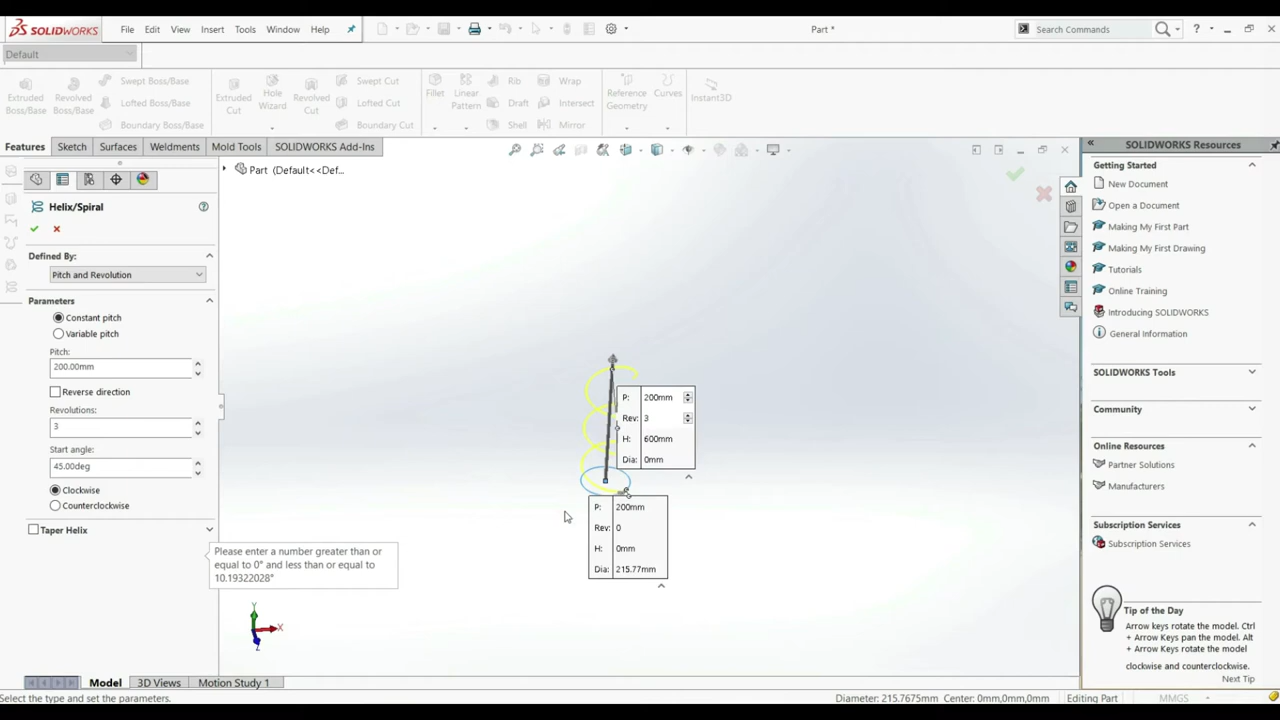 SOLIDWORKS
File Edit View Insert Tools Window Help
Part *
Search Commands
Default
Extruded Boss/Base
Revolved Boss/Base
Swept Boss/Base
Lofted Boss/Base
Boundary Boss/Base
Extruded Cut
Hole Wizard
Revolved Cut
Swept Cut
Lofted Cut
Boundary Cut
Fillet
Linear Pattern
Rib
Draft
Shell
Wrap
Intersect
Mirror
Reference Geometry
Curves
Instant3D
Features Sketch Surfaces Weldments Mold Tools SOLIDWORKS Add-Ins
Part (Default<<Def...
Helix/Spiral
Defined By:
Pitch and Revolution
Parameters
Constant pitch
Variable pitch
Pitch:
200.00mm
Reverse direction
Revolutions:
3
Start angle:
45.00deg
Clockwise
Counterclockwise
Taper Helix
Please enter a number greater than or
equal to 0° and less than or equal to
10.19322028°
P: 200mm
Rev: 3
H: 600mm
Dia: 0mm
P: 200mm
Rev: 0
H: 0mm
Dia: 215.77mm
Y
X
Z
SOLIDWORKS Resources
Getting Started
New Document
Open a Document
Making My First Part
Making My First Drawing
Tutorials
Online Training
Introducing SOLIDWORKS
General Information
SOLIDWORKS Tools
Community
Online Resources
Partner Solutions
Manufacturers
Subscription Services
Subscription Services
Tip of the Day
Arrow keys rotate the model. Ctrl
+ Arrow Keys pan the model. Alt
+ Arrow Keys rotate the model
clockwise and counterclockwise.
Next Tip
Model 3D Views Motion Study 1
Select the type and set the parameters.
Diameter: 215.7675mm Center: 0mm,0mm,0mm
Editing Part
MMGS